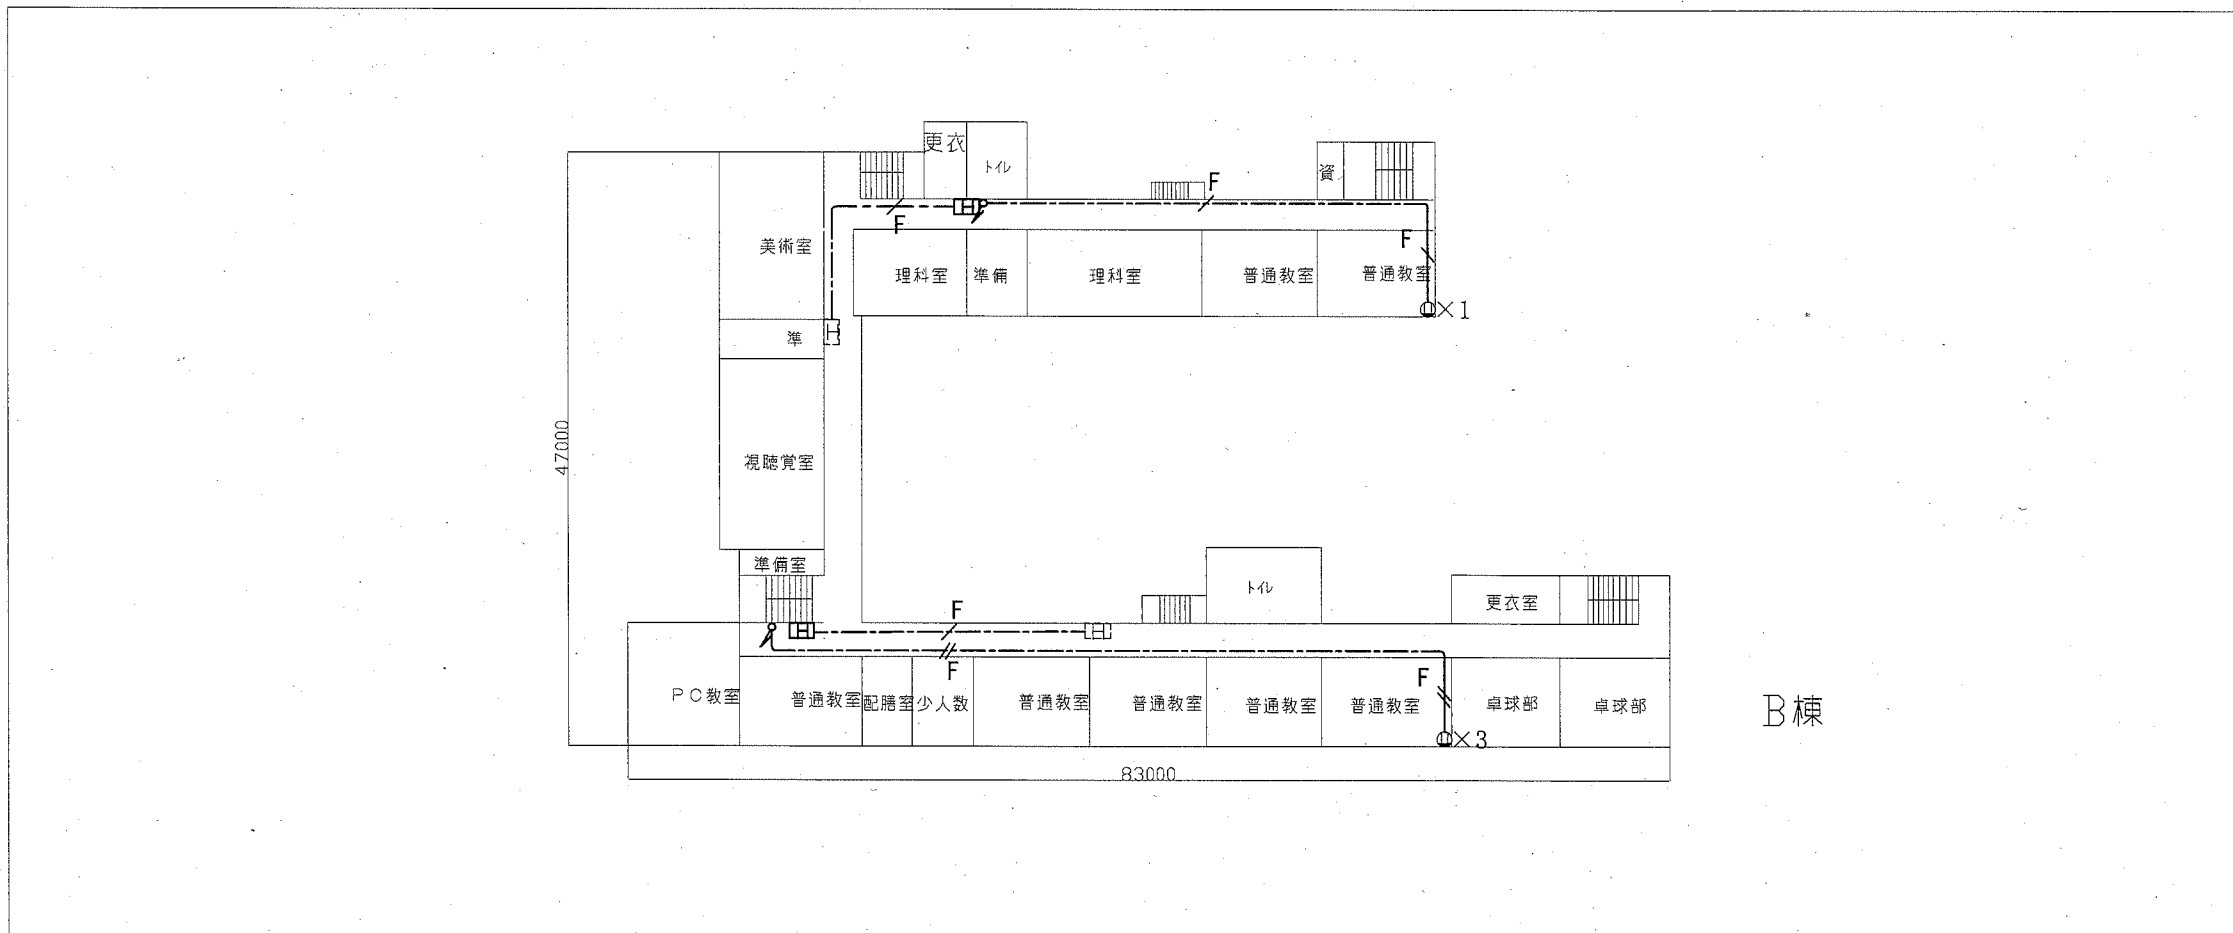 更衣
トイレ
資
F
F
H
美術室
F
理科室
準備
理科室
普通教室
普通教室
×1
準
H
47000
視聴覚室
準備室
トイレ
更衣室
F
H
H
F
F
PC教室
普通教室
配膳室
少人数
普通教室
普通教室
普通教室
普通教室
卓球部
卓球部
B棟
×3
83000